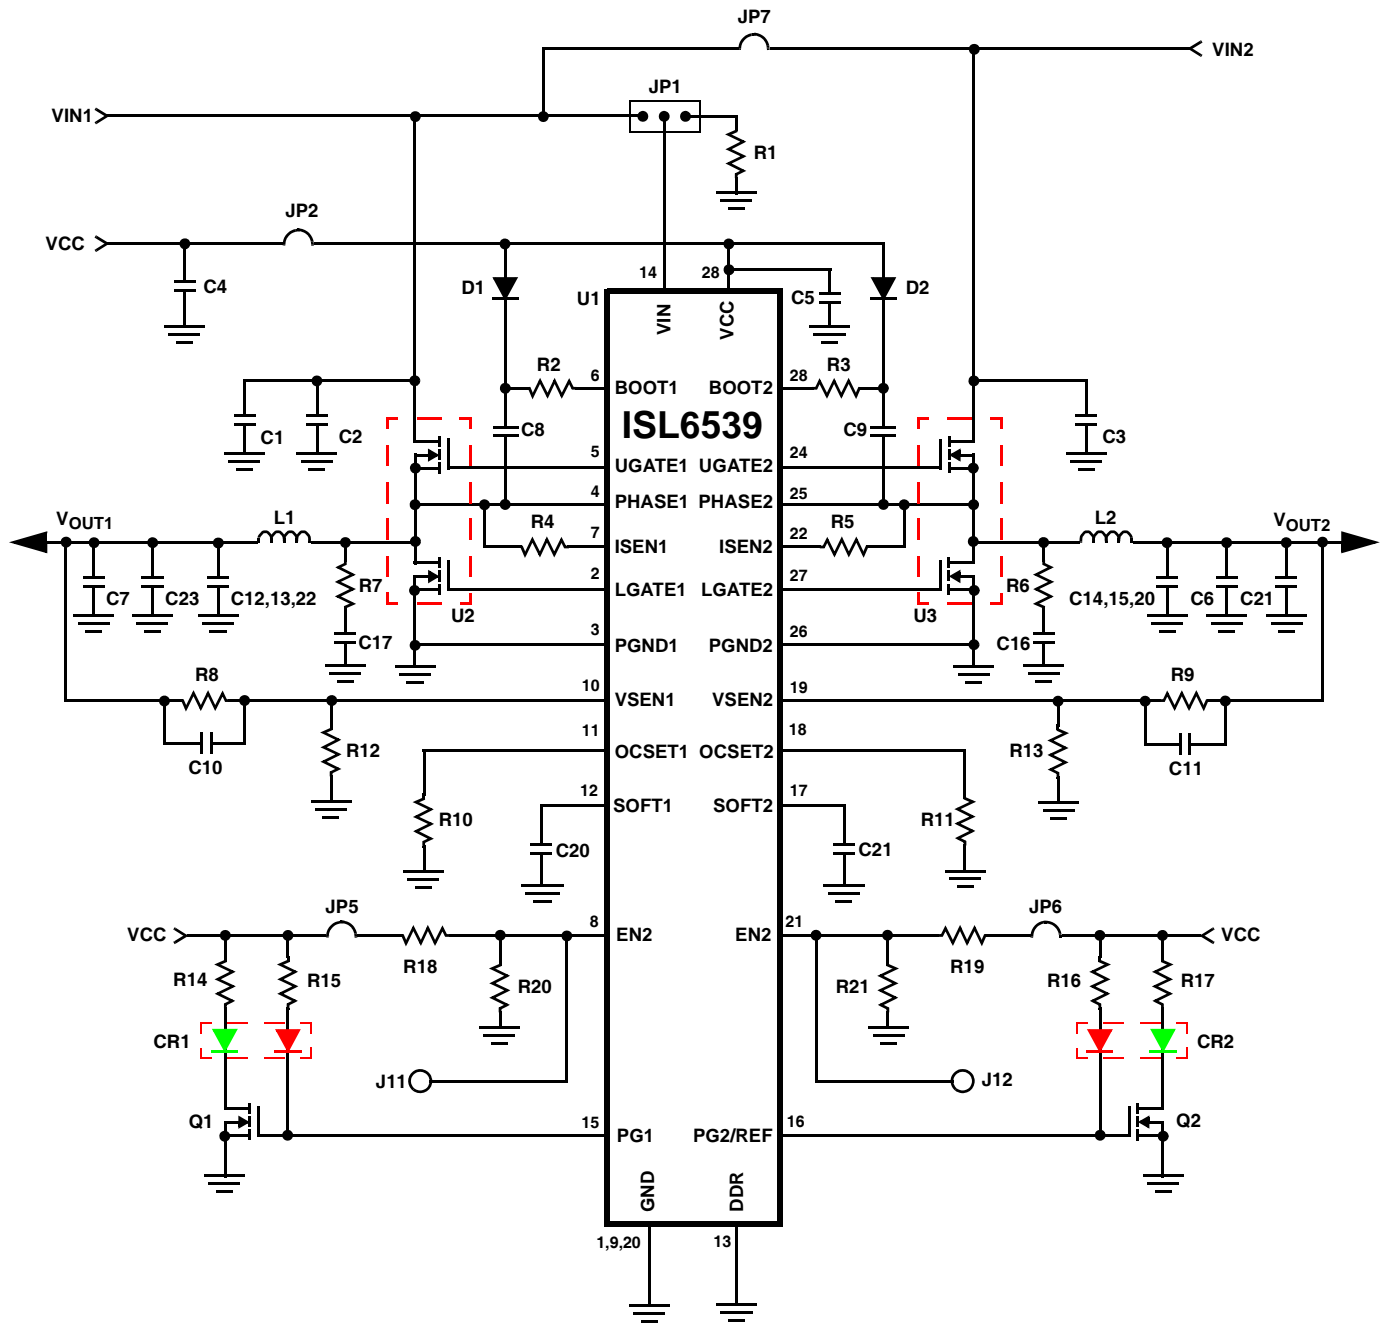 JP7
VIN2
JP1
VIN1
R1
JP2
VCC
14
28
C4
D1
U1
C5
D2
VIN
VCC
R2
R3
6
BOOT1
BOOT2
28
ISL6539
C1
C2
C8
C9
C3
5
UGATE1
UGATE2
24
4
PHASE1
PHASE2
25
VOUT1
L1
R4
R5
L2
VOUT2
7
ISEN1
ISEN2
22
2
LGATE1
LGATE2
27
C7
C23
C12,13,22
R7
U2
U3
R6
C14,15,20
C6
C21
3
PGND1
PGND2
26
C17
C16
R8
R9
10
VSEN1
VSEN2
19
11
OCSET1
OCSET2
18
R12
R13
C10
C11
12
SOFT1
SOFT2
17
R10
R11
C20
C21
JP5
JP6
VCC
8
EN2
EN2
21
VCC
R14
R15
R18
R20
R21
R19
R16
R17
CR1
CR2
J11
J12
Q1
15
PG1
PG2/REF
16
Q2
GND
DDR
1,9,20
13